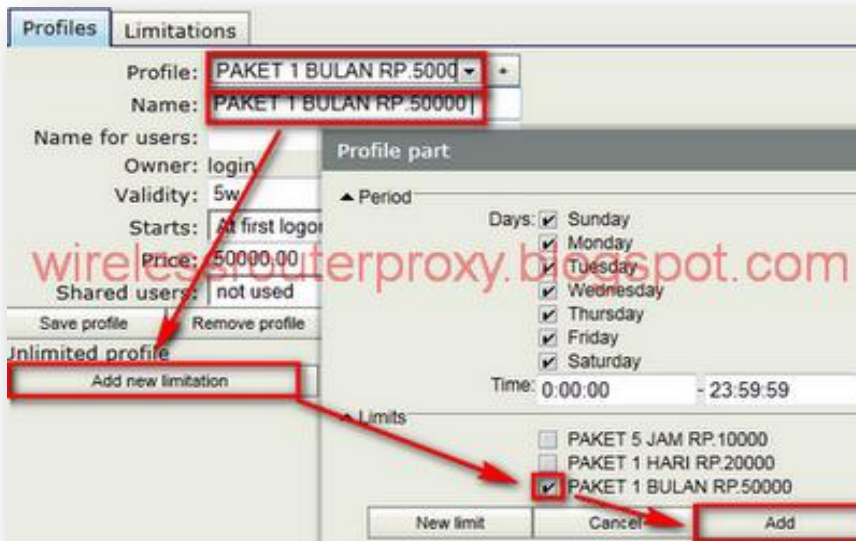 Profiles Limitations
Profile: PAKET 1 BULAN RP.5000 +
Name: PAKET 1 BULAN RP.50000
Name for users:
Profile part
Owner: login
Validity: 5w
Period
Starts: At first logon
Days: Sunday
Monday
Price: 50000.00
wirelessrouterproxy.blogspot.com
Tuesday
Wednesday
Shared users: not used
Thursday
Save profile Remove profile
Friday
Saturday
Unlimited profile
Add new limitation
Time: 0:00:00 - 23:59:59
Limits
PAKET 5 JAM RP.10000
PAKET 1 HARI RP.20000
PAKET 1 BULAN RP.50000
New limit Cancel Add